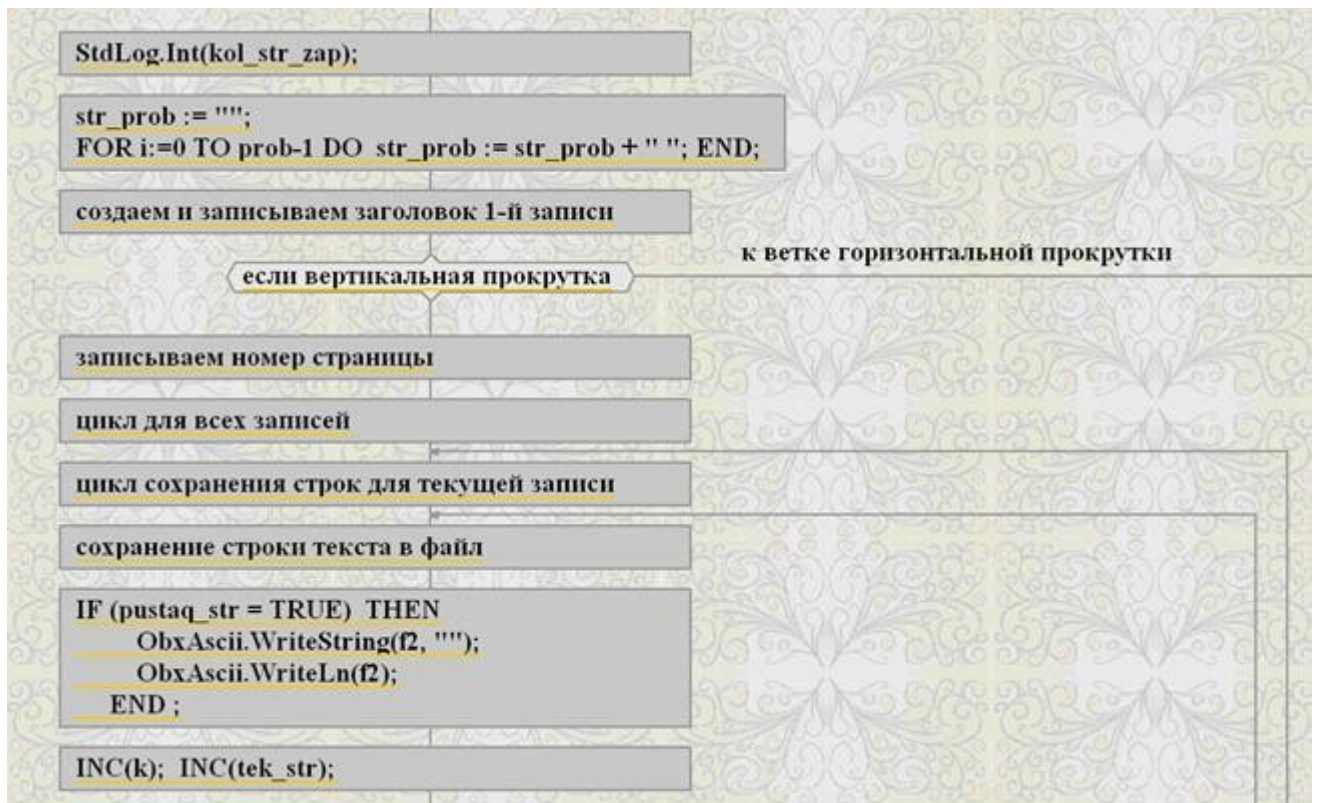 StdLog.Int(kol_str_zap);
str_prob := "";
FOR i:=0 TO prob-1 DO str_prob := str_prob + " "; END;
создаем и записываем заголовок 1-й записи
к ветке горизонтальной прокрутки
если вертикальная прокрутка
записываем номер страницы
цикл для всех записей
цикл сохранения строк для текущей записи
сохранение строки текста в файл
IF (pustaq_str = TRUE) THEN
ObxAscii.WriteString(f2, "");
ObxAscii.WriteLn(f2);
END ;
INC(k); INC(tek_str);